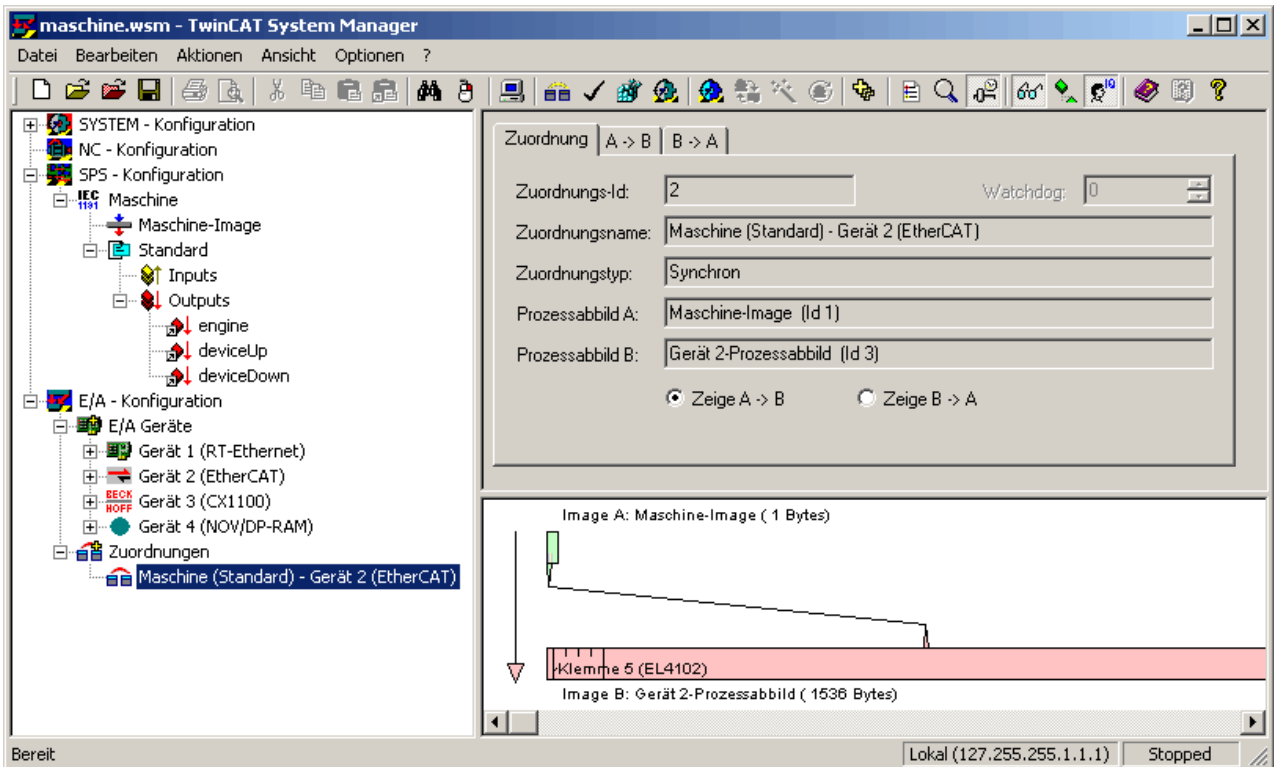 maschine.wsm - TwinCAT System Manager
Datei Bearbeiten Aktionen Ansicht Optionen ?
SYSTEM - Konfiguration
NC - Konfiguration
SPS - Konfiguration
IEC 1131 Maschine
Maschine-Image
Standard
Inputs
Outputs
engine
deviceUp
deviceDown
E/A - Konfiguration
E/A Geräte
Gerät 1 (RT-Ethernet)
Gerät 2 (EtherCAT)
BECK HOFF Gerät 3 (CX1100)
Gerät 4 (NOV/DP-RAM)
Zuordnungen
Maschine (Standard) - Gerät 2 (EtherCAT)
Zuordnung A -> B B -> A
Zuordnungs-Id: 2 Watchdog: 0
Zuordnungsname: Maschine (Standard) - Gerät 2 (EtherCAT)
Zuordnungstyp: Synchron
Prozessabbild A: Maschine-Image (Id 1)
Prozessabbild B: Gerät 2-Prozessabbild (Id 3)
Zeige A -> B Zeige B -> A
Image A: Maschine-Image ( 1 Bytes)
Klemme 5 (EL4102)
Image B: Gerät 2-Prozessabbild ( 1536 Bytes)
Bereit Lokal (127.255.255.1.1.1) Stopped